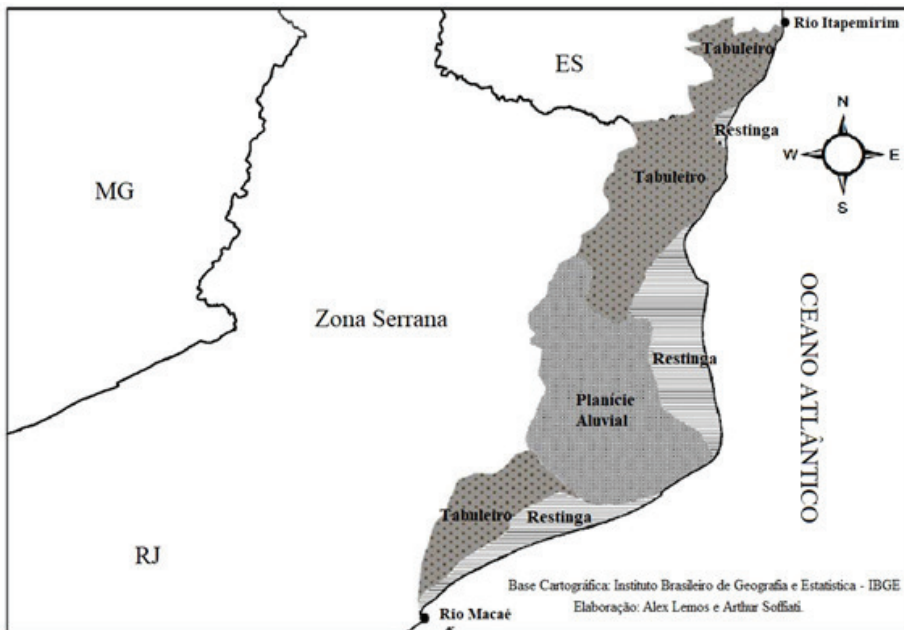 Rio Itapemirim
Tabuleiro
ES
Restinga
N
W
E
S
Tabuleiro
MG
OCEANO ATLÂNTICO
Zona Serrana
Restinga
Planície
Aluvial
Tabuleiro
Restinga
RJ
Base Cartográfica: Instituto Brasileiro de Geografia e Estatística - IBGE
Elaboração: Alex Lemos e Arthur Soffiati.
Rio Macaé